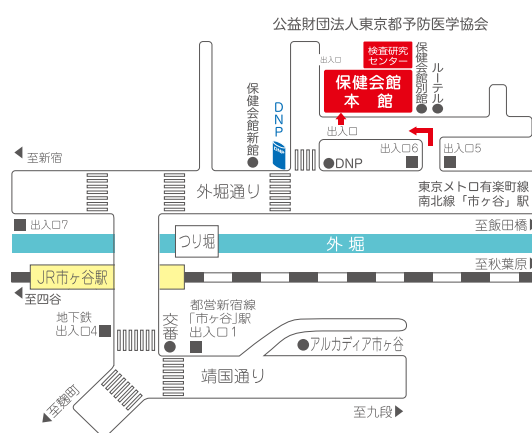 公益財団法人東京都予防医学協会
出入口
検査研究
センター
保健会館
本館
保健会館別館
ルーテル
保健会館新館
DNP
DNP
出入口
DNP
出入口6
出入口5
至新宿
外堀通り
東京メトロ有楽町線
南北線「市ヶ谷」駅
出入口7
つり堀
外堀
至飯田橋
JR市ヶ谷駅
至秋葉原
至四谷
地下鉄
出入口4
交番
都営新宿線
「市ヶ谷」駅
出入口1
アルカディア市ヶ谷
靖国通り
至麹町
至九段